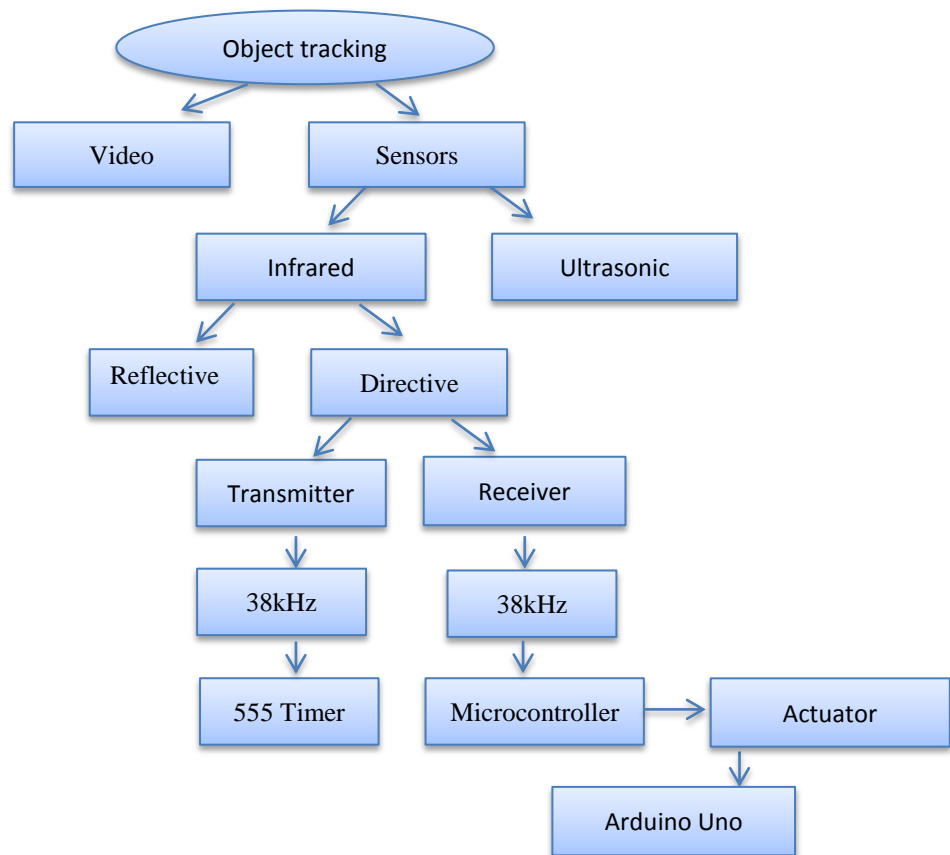 Object tracking
Video
Sensors
Infrared
Ultrasonic
Reflective
Directive
Transmitter
Receiver
38kHz
38kHz
555 Timer
Microcontroller
Actuator
Arduino Uno